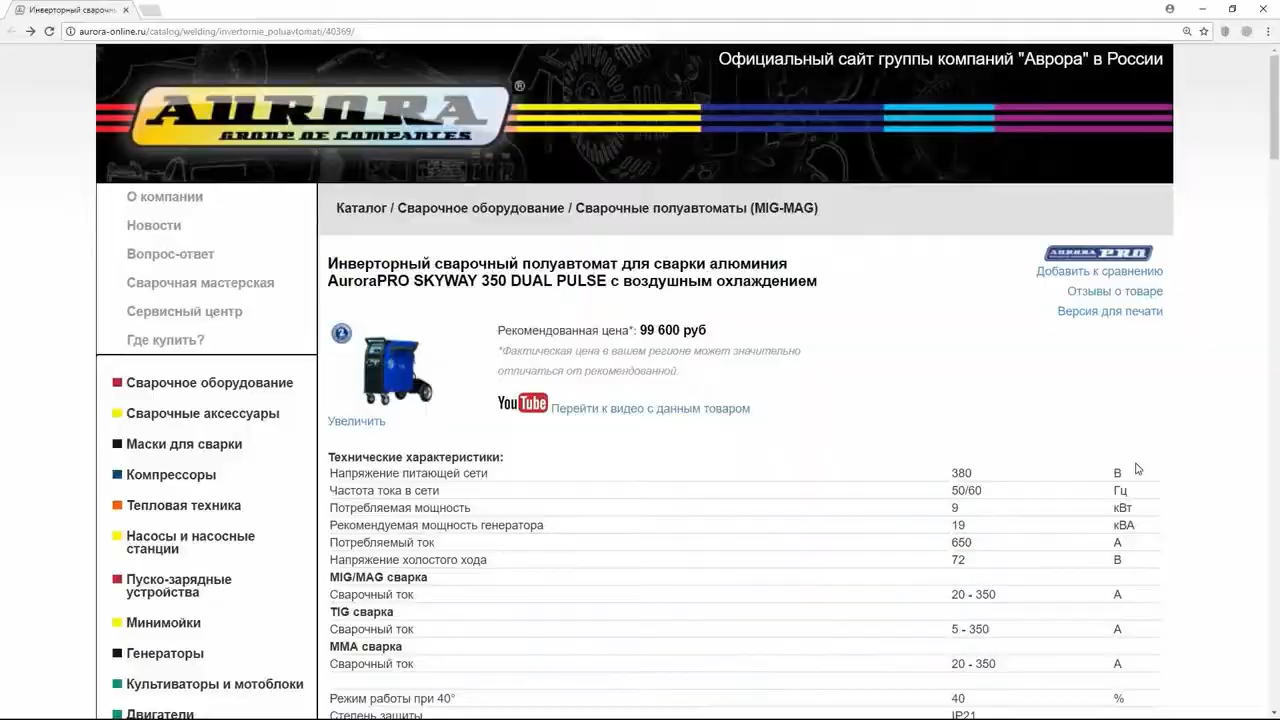 Инверторный сварочн
aurora-online.ru/catalog/welding/invertornie_poluavtomati/40369/
Официальный сайт группы компаний "Аврора" в России
AURORA
GROUP OF COMPANIES
®
О компании
Новости
Вопрос-ответ
Сварочная мастерская
Сервисный центр
Где купить?
Сварочное оборудование
Сварочные аксессуары
Маски для сварки
Компрессоры
Тепловая техника
Насосы и насосные
станции
Пуско-зарядные
устройства
Минимойки
Генераторы
Культиваторы и мотоблоки
Двигатели
Каталог / Сварочное оборудование / Сварочные полуавтоматы (MIG-MAG)
Инверторный сварочный полуавтомат для сварки алюминия
AuroraPRO SKYWAY 350 DUAL PULSE с воздушным охлаждением
AURORA PRO
Добавить к сравнению
Отзывы о товаре
Версия для печати
2
Увеличить
Рекомендованная цена*: 99 600 руб
*Фактическая цена в вашем регионе может значительно
отличаться от рекомендованной.
YouTube Перейти к видео с данным товаром
Технические характеристики:
Напряжение питающей сети 380 В
Частота тока в сети 50/60 Гц
Потребляемая мощность 9 кВт
Рекомендуемая мощность генератора 19 кВА
Потребляемый ток 650 А
Напряжение холостого хода 72 В
MIG/MAG сварка
Сварочный ток 20 - 350 А
TIG сварка
Сварочный ток 5 - 350 А
MMA сварка
Сварочный ток 20 - 350 А
Режим работы при 40° 40 %
Степень защиты IP21